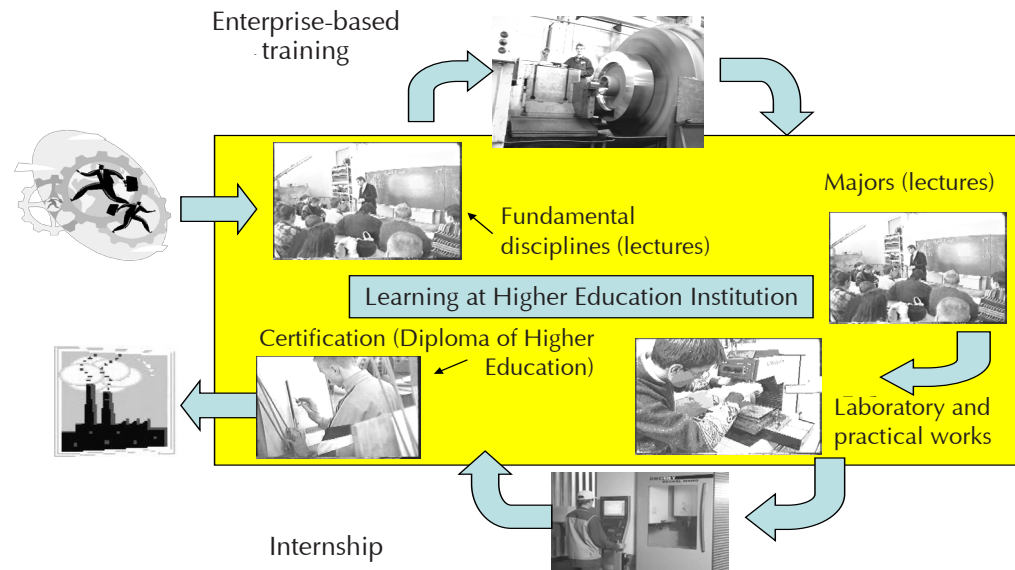 Enterprise-based
training
Majors (lectures)
Fundamental
disciplines (lectures)
Learning at Higher Education Institution
Certification (Diploma of Higher
Education)
Laboratory and
practical works
Internship